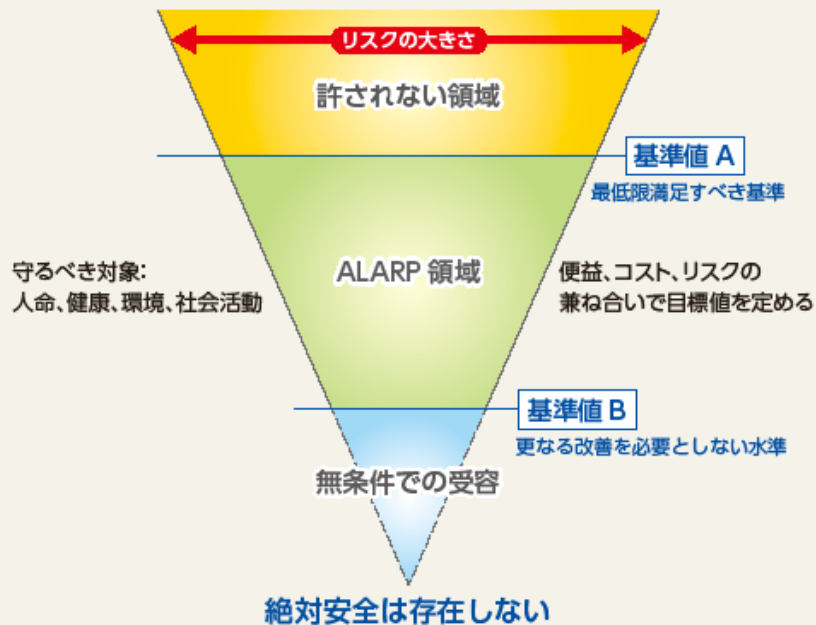 リスクの大きさ
許されない領域
基準値 A
最低限満足すべき基準
守るべき対象:
人命、健康、環境、社会活動
ALARP 領域
便益、コスト、リスクの
兼ね合いで目標値を定める
基準値 B
更なる改善を必要としない水準
無条件での受容
絶対安全は存在しない